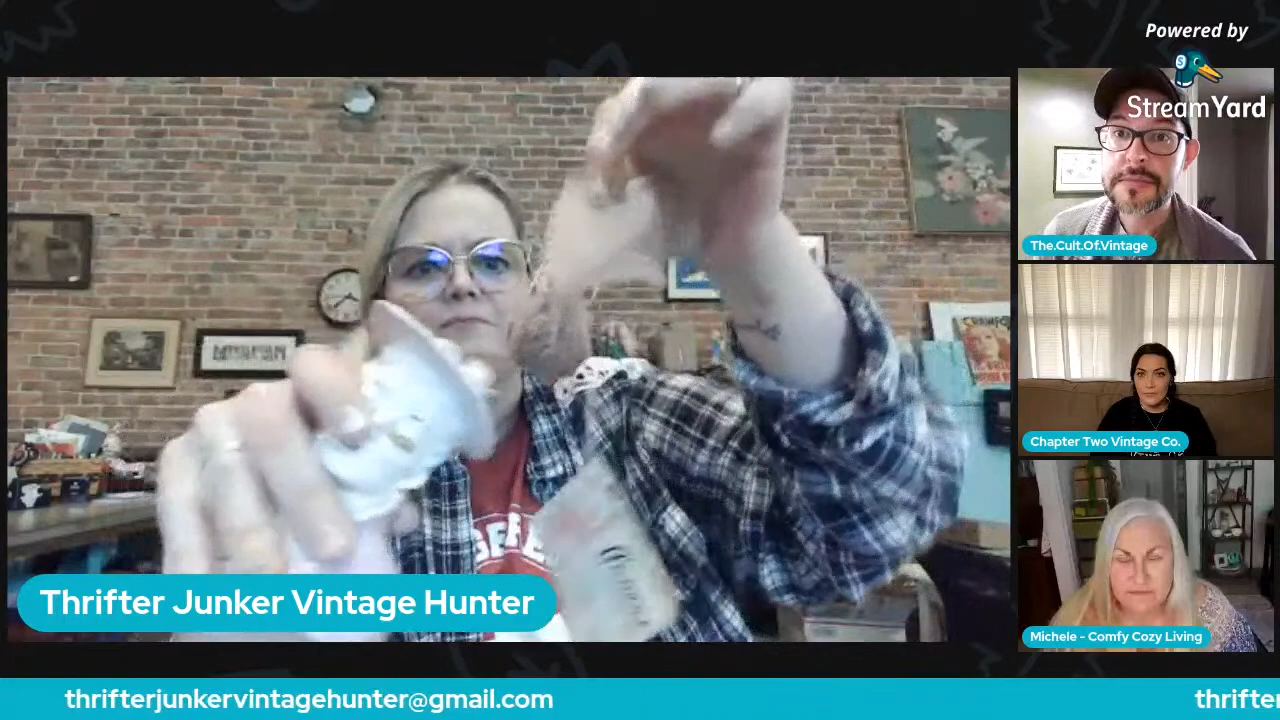 Powered by
StreamYard
The.Cult.Of.Vintage
Chapter Two Vintage Co.
Thrifter Junker Vintage Hunter
Michele - Comfy Cozy Living
thrifterjunkervintagehunter@gmail.com
thrifter